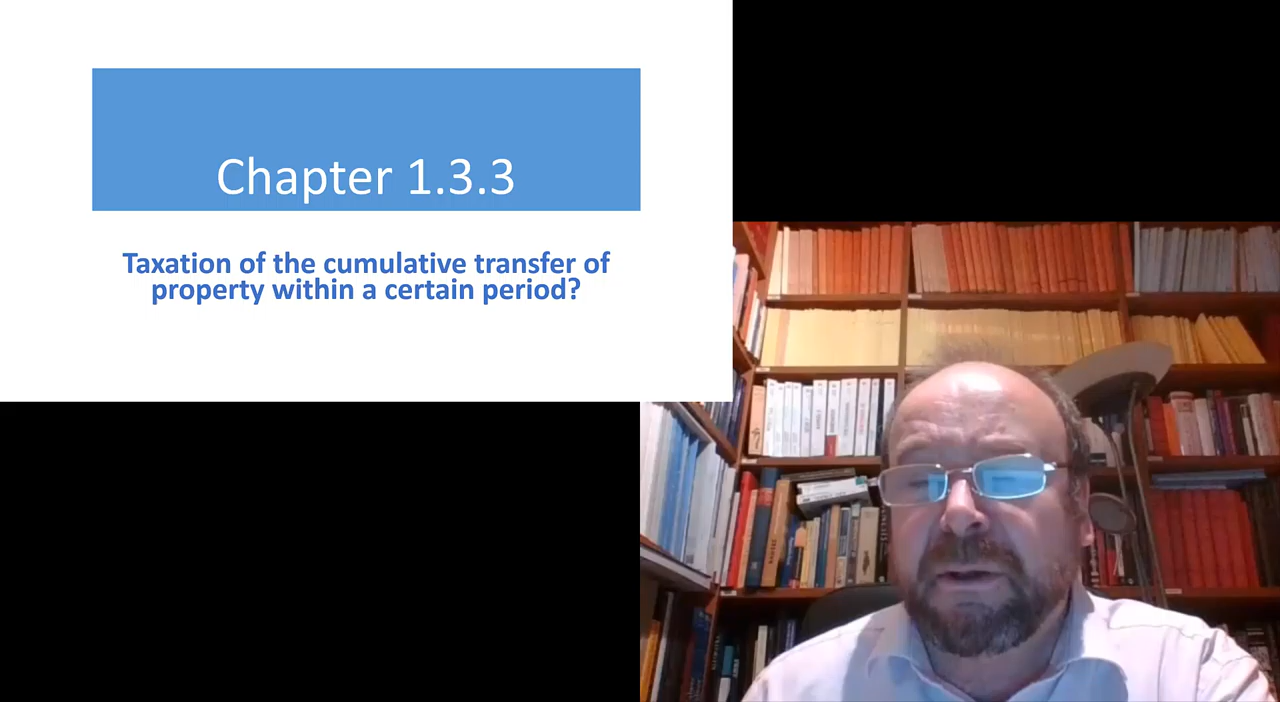 Chapter 1.3.3
Taxation of the cumulative transfer of
property within a certain period?